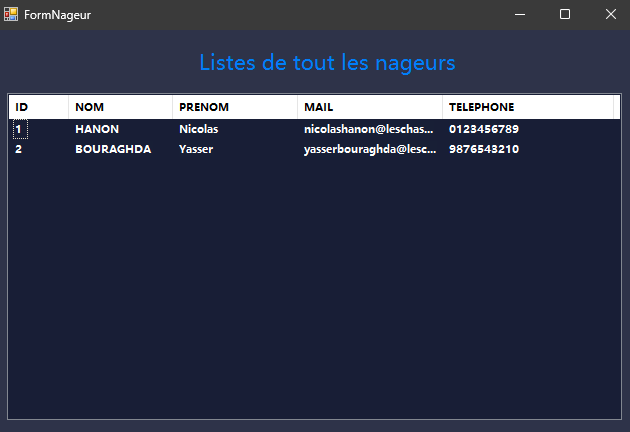 FormNageur
Listes de tout les nageurs
ID NOM PRENOM MAIL TELEPHONE
1 HANON Nicolas nicolashanon@leschas... 0123456789
2 BOURAGHDA Yasser yasserbouraghda@lesc... 9876543210